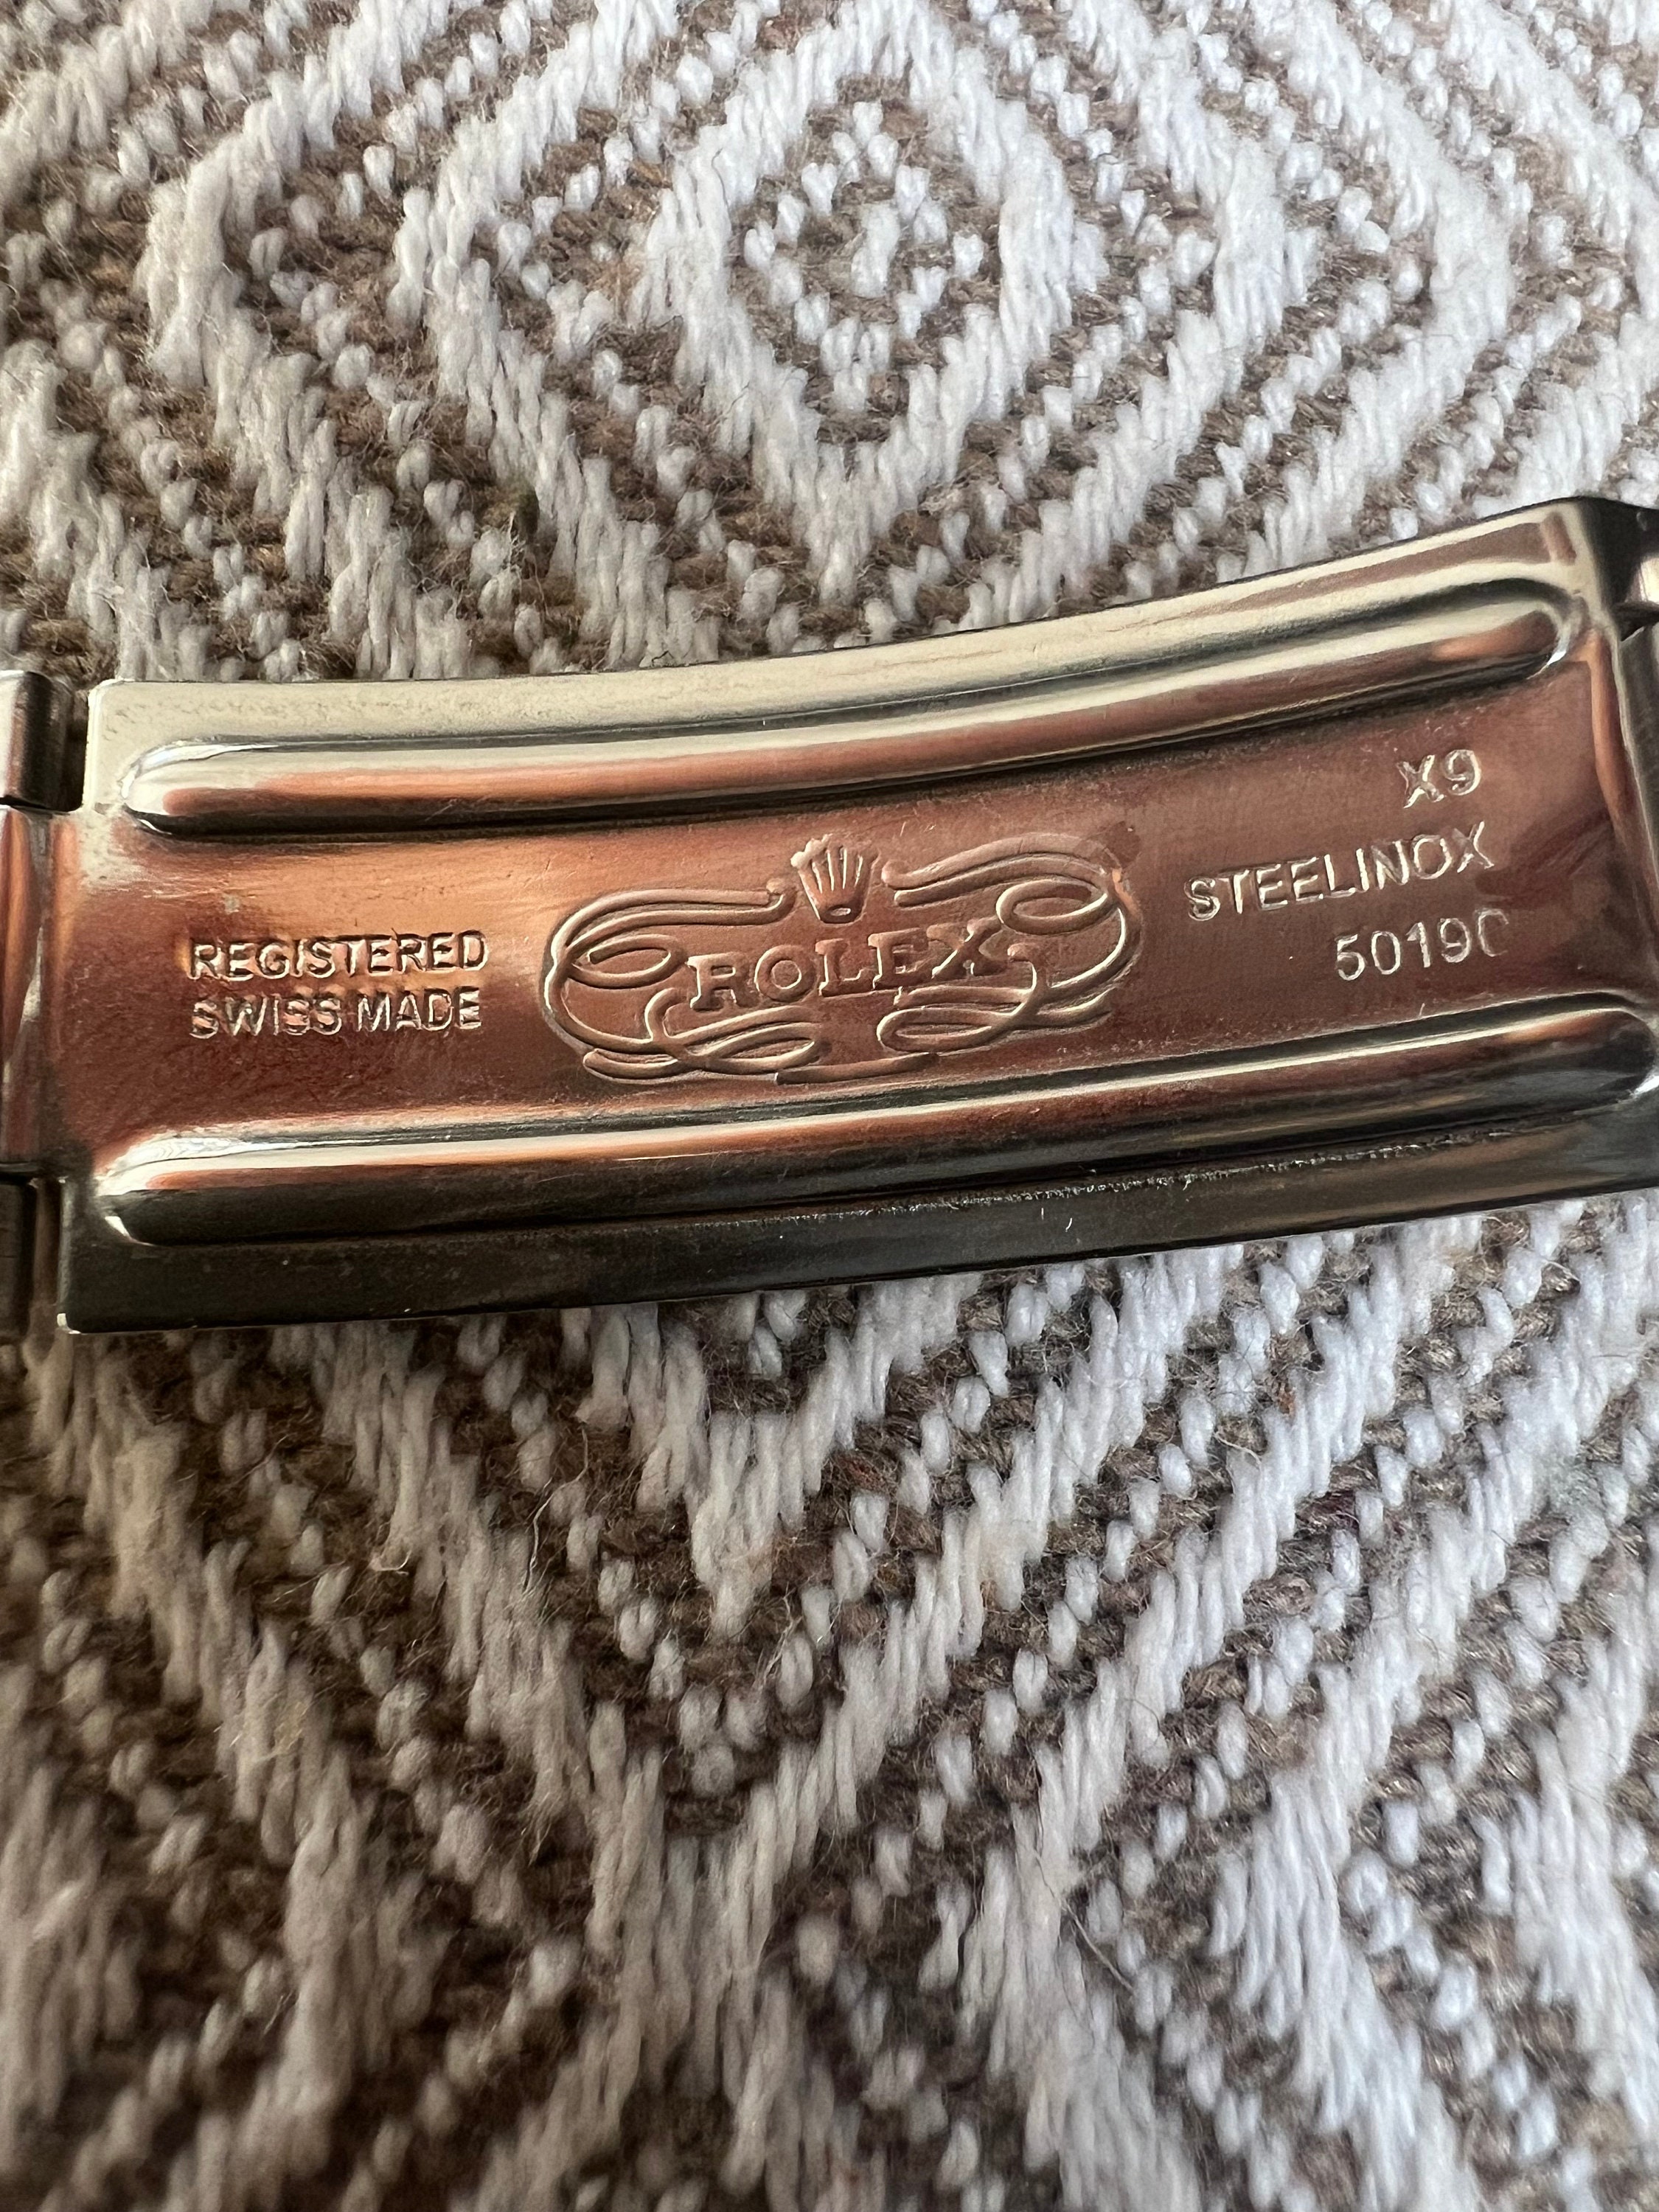 REGISTERED
SWISS MADE
ROLEX
X9
STEELINOX
50190